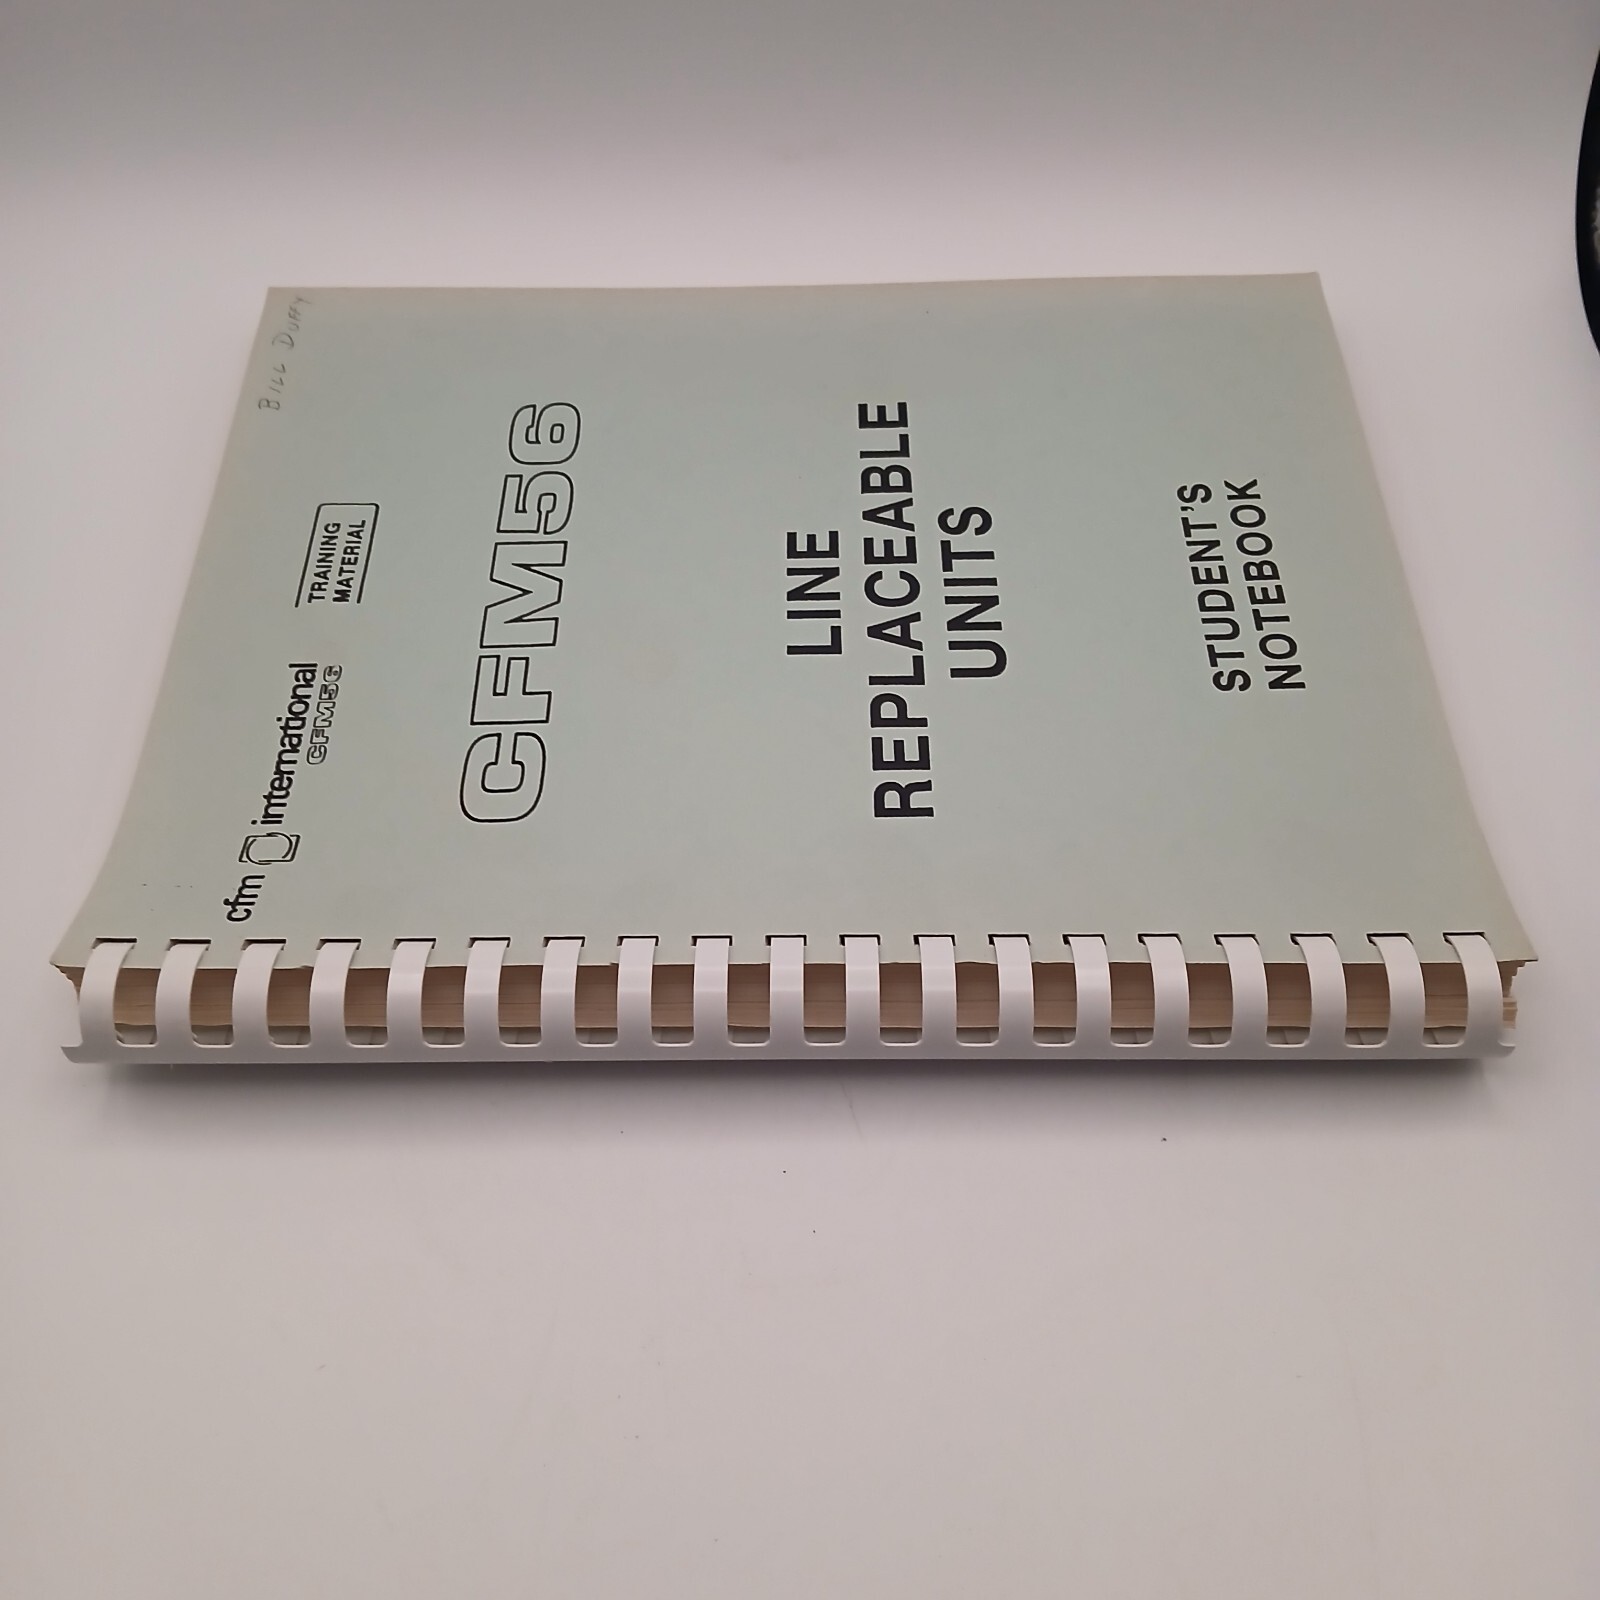 BILL DUFFY
cfm international
CFM56
TRAINING
MATERIAL
CFM56
LINE
REPLACEABLE
UNITS
STUDENT'S
NOTEBOOK